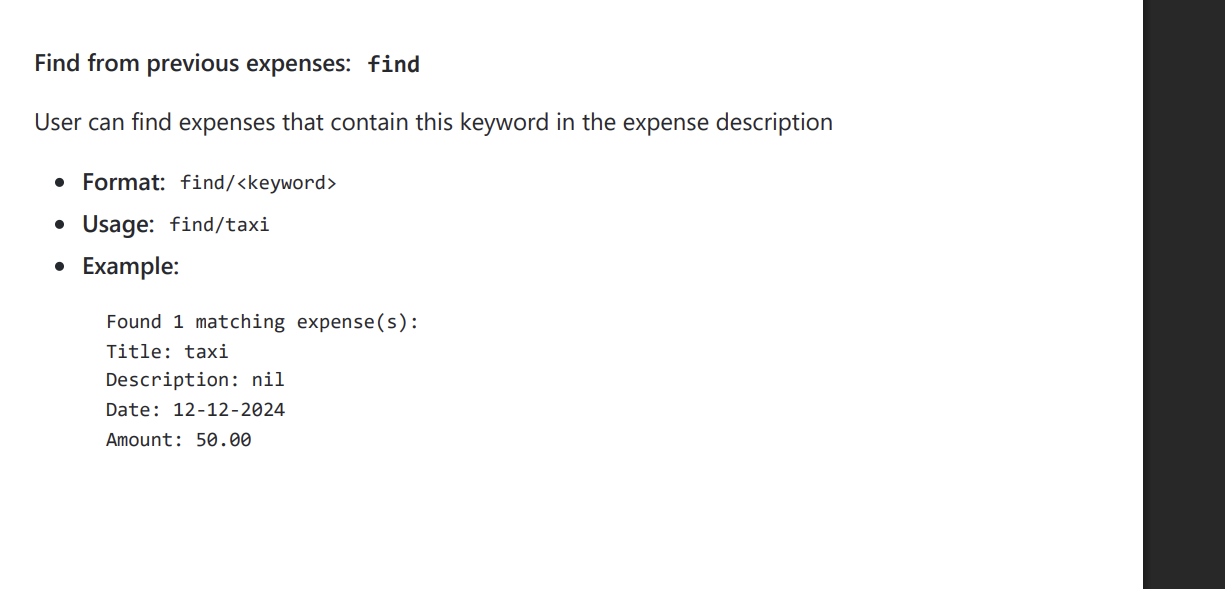 Find from previous expenses: find
User can find expenses that contain this keyword in the expense description
• Format: find/<keyword>
• Usage: find/taxi
• Example:
Found 1 matching expense(s):
Title: taxi
Description: nil
Date: 12-12-2024
Amount: 50.00